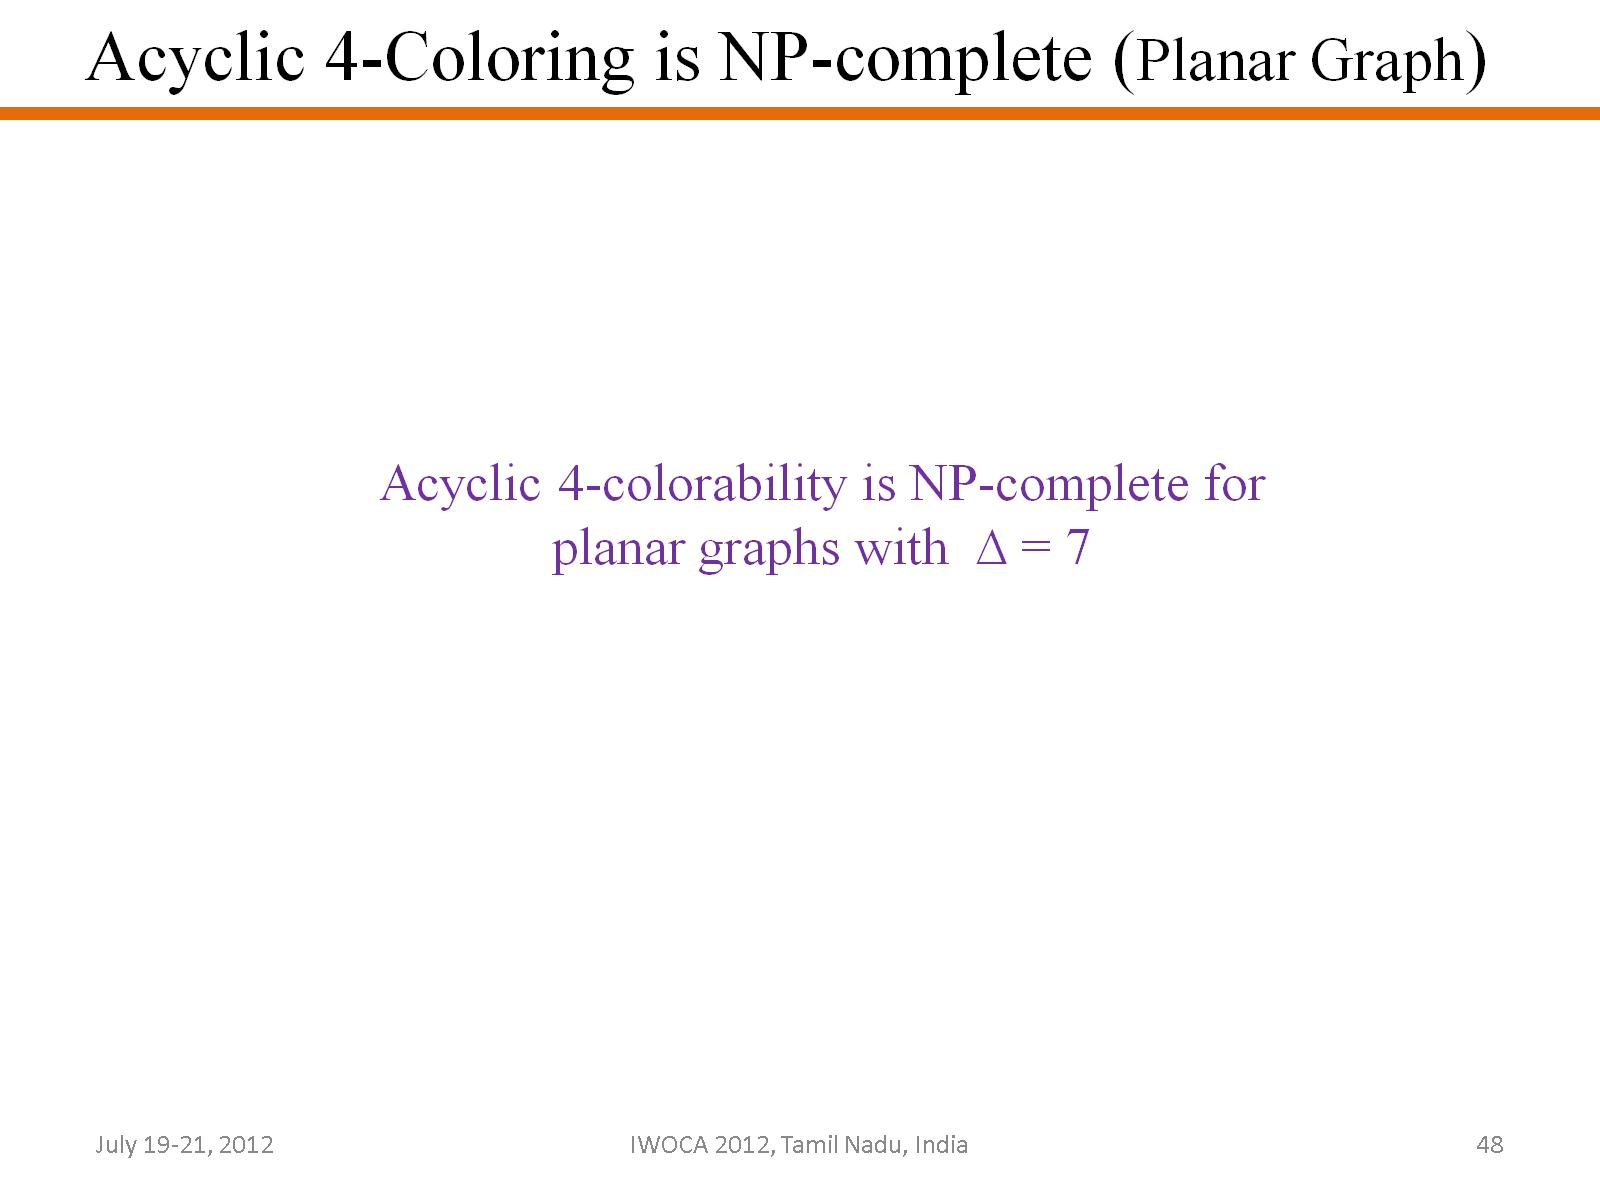 Acyclic 4-Coloring is NP-complete (Planar Graph)
Acyclic 4-colorability is NP-complete for
planar graphs with Δ = 7
July 19-21, 2012
IWOCA 2012, Tamil Nadu, India
48